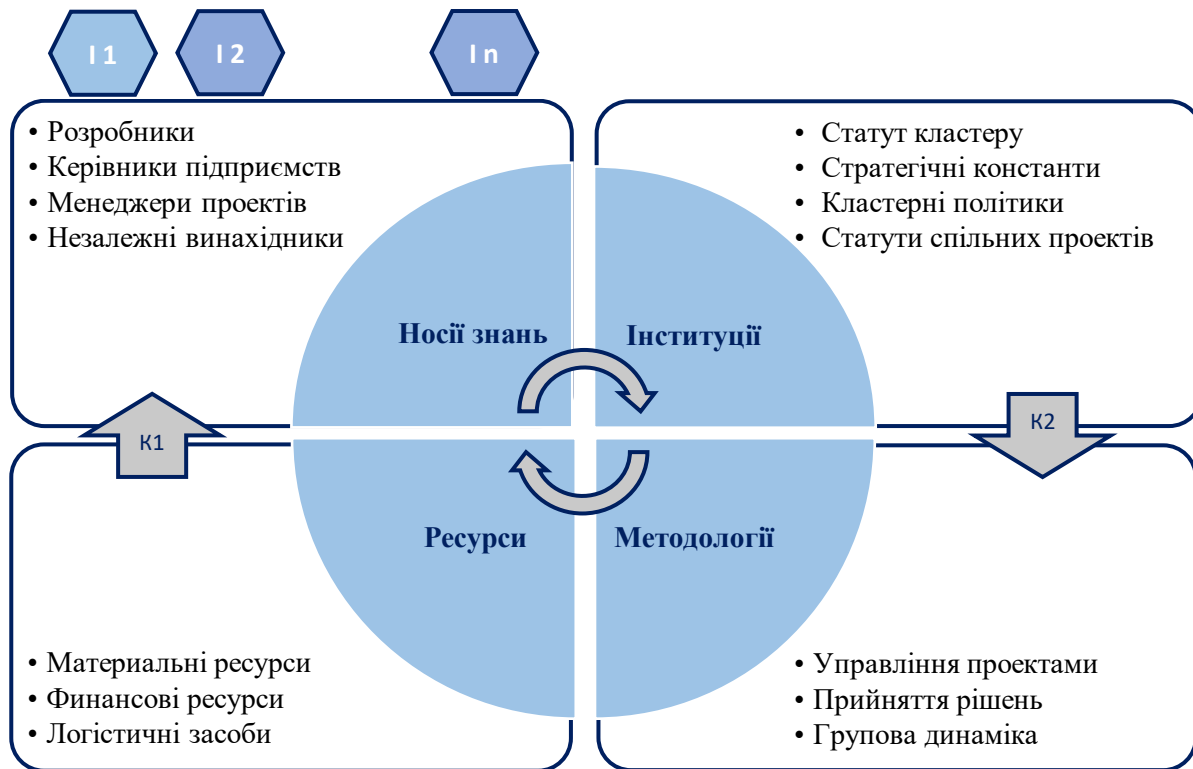 І 1
І 2
І n
• Розробники
• Керівники підприємств
• Менеджери проектів
• Незалежні винахідники
• Статут кластеру
• Стратегічні константи
• Кластерні політики
• Статути спільних проектів
Носії знань
Інституції
К1
К2
Ресурси
Методології
• Материальні ресурси
• Финансові ресурси
• Логістичні засоби
• Управління проектами
• Прийняття рішень
• Групова динаміка